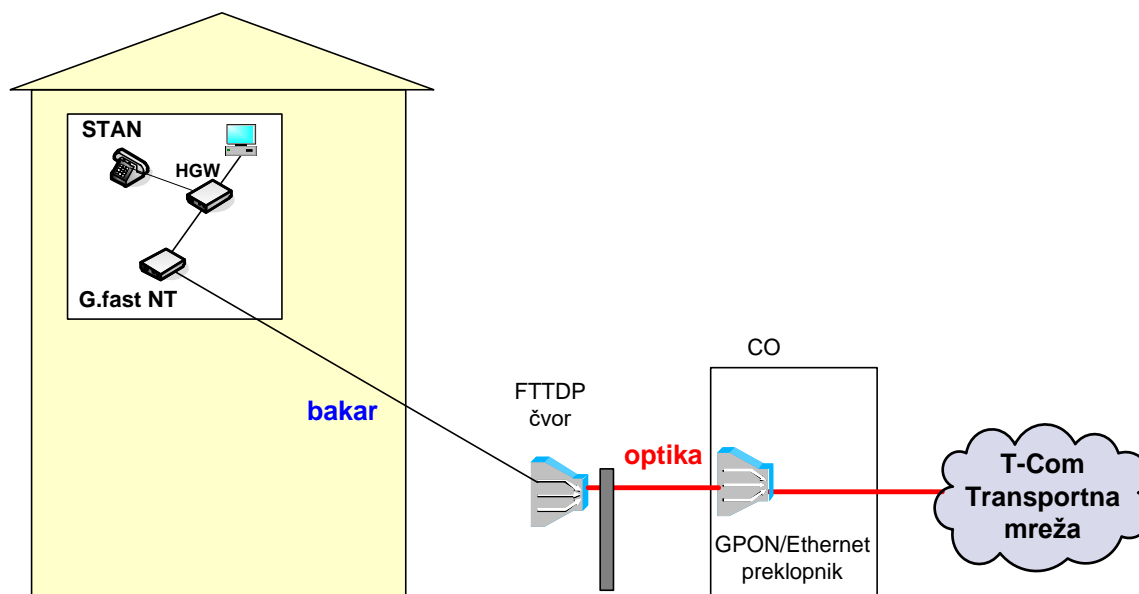 STAN
HGW
G.fast NT
bakar
FTTDP
čvor
optika
CO
GPON/Ethernet
preklopnik
T-Com
Transportna
mreža